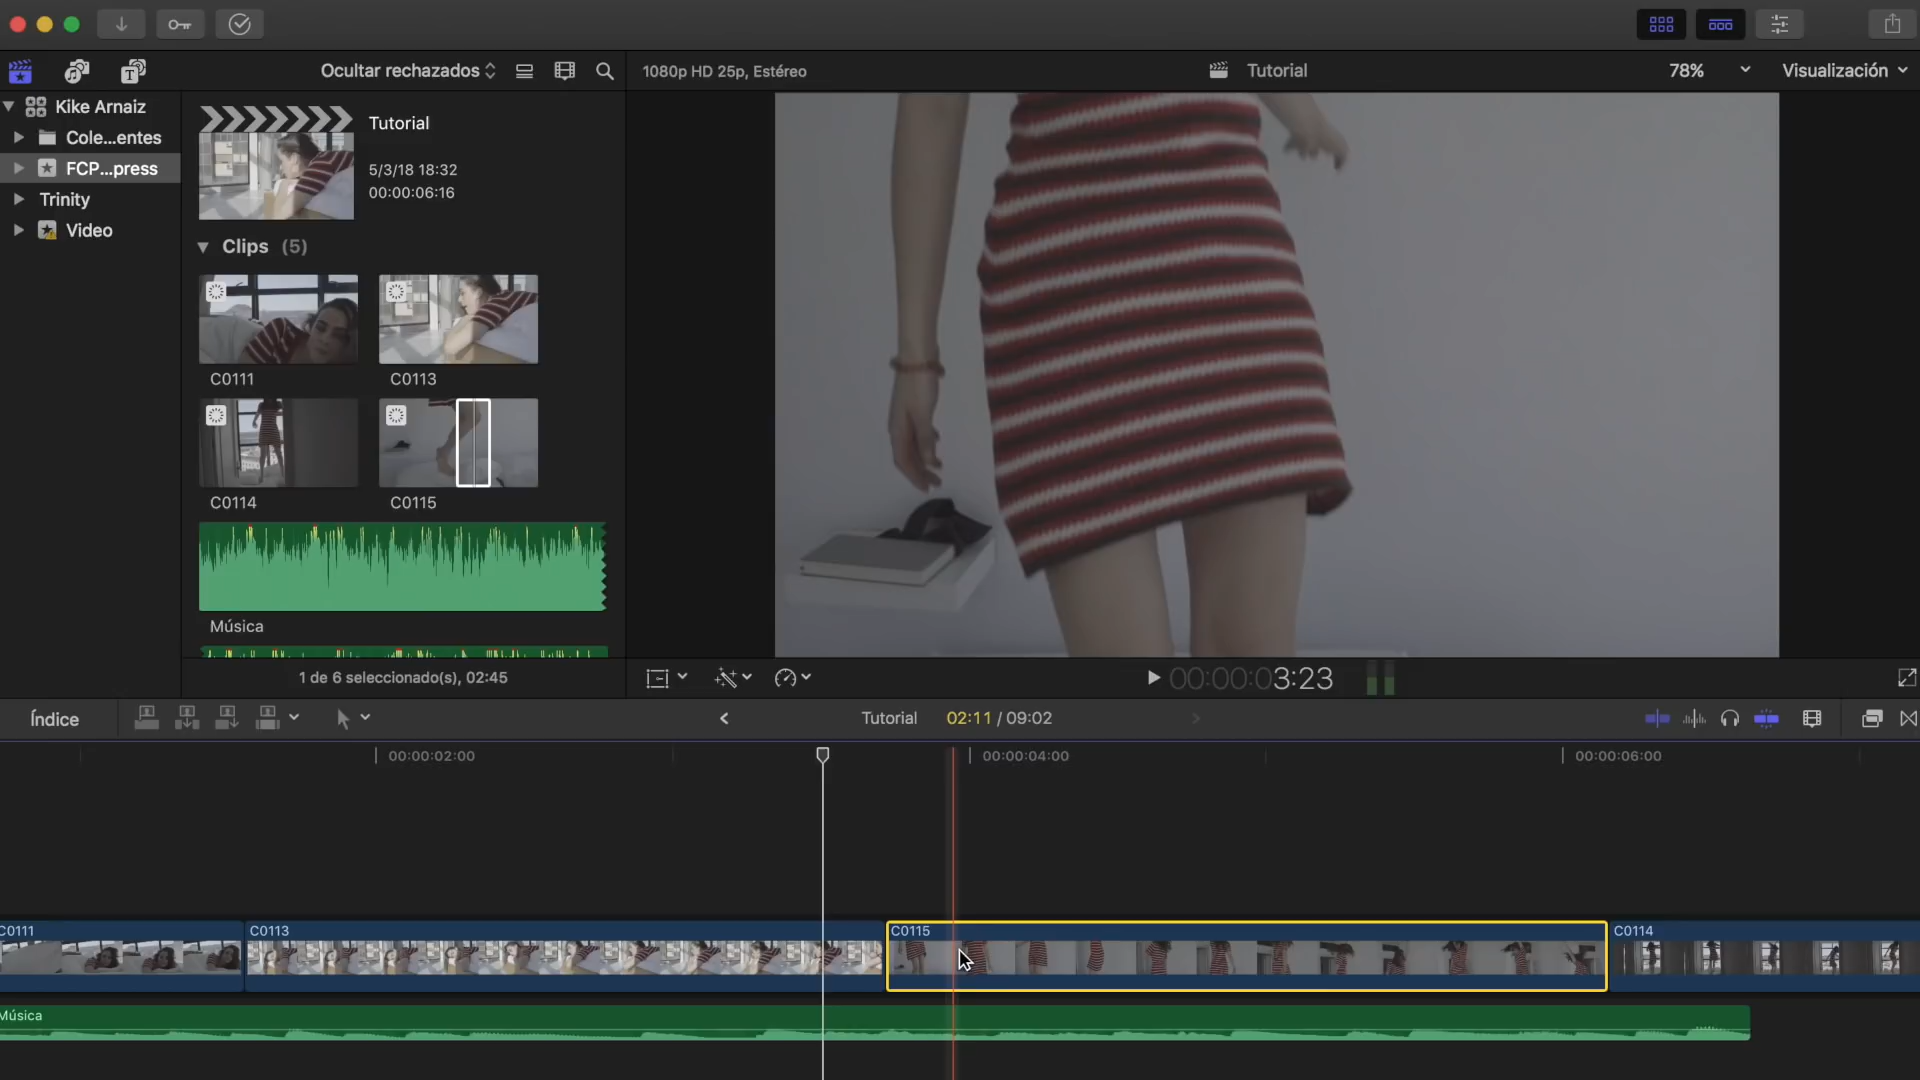 Ocultar rechazados
1080p HD 25p, Estéreo
Tutorial
78%
Visualización
Kike Arnaiz
Cole...entes
FCP...press
Trinity
Video
Tutorial
5/3/18 18:32
00:00:06:16
Clips (5)
C0111
C0113
C0114
C0115
Música
1 de 6 seleccionado(s), 02:45
00:00:03:23
Índice
Tutorial
02:11 / 09:02
00:00:02:00
00:00:04:00
00:00:06:00
C0111
C0113
C0115
C0114
Música